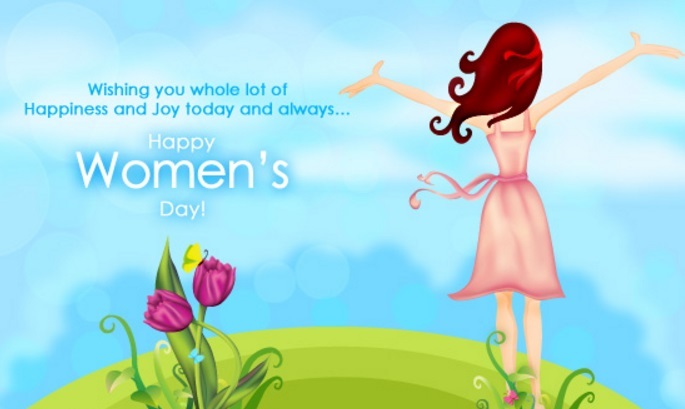 Wishing you whole lot of
Happiness and Joy today and always...
Happy
Women's
Day!